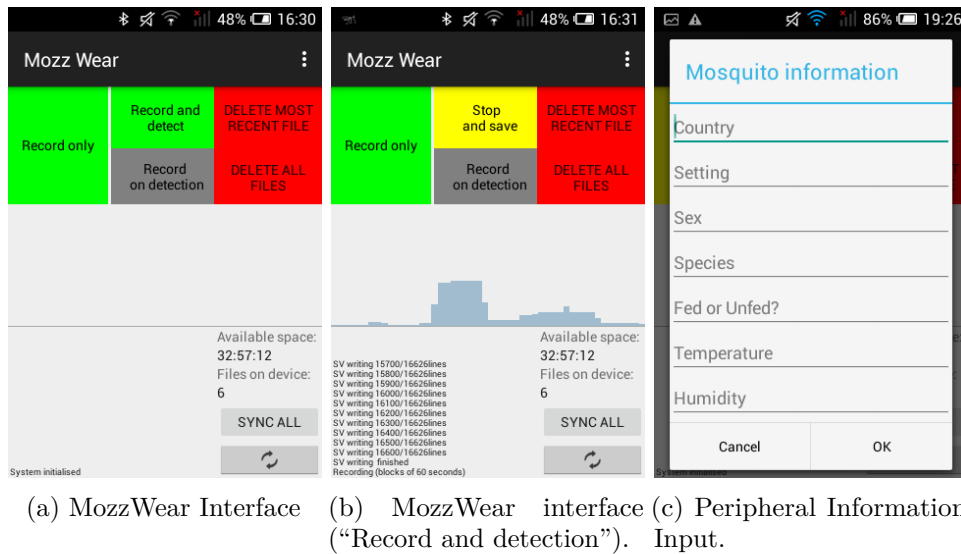 48% 16:30
Mozz Wear
Record only
Record and
detect
DELETE MOST
RECENT FILE
Record
on detection
DELETE ALL
FILES
Available space:
32:57:12
Files on device:
6
SYNC ALL
System initialised
(a) MozzWear Interface
48% 16:31
Mozz Wear
Record only
Stop
and save
DELETE MOST
RECENT FILE
Record
on detection
DELETE ALL
FILES
Available space:
32:57:12
Files on device:
6
SYNC ALL
SV writing 15700/16626lines
SV writing 15800/16626lines
SV writing 15900/16626lines
SV writing 16000/16626lines
SV writing 16100/16626lines
SV writing 16200/16626lines
SV writing 16300/16626lines
SV writing 16400/16626lines
SV writing 16500/16626lines
SV writing 16600/16626lines
SV writing finished
Recording (blocks of 60 seconds)
(b) MozzWear interface
(“Record and detection”).
86% 19:26
Mosquito information
Country
Setting
Sex
Species
Fed or Unfed?
Temperature
Humidity
Cancel
OK
(c) Peripheral Information
Input.